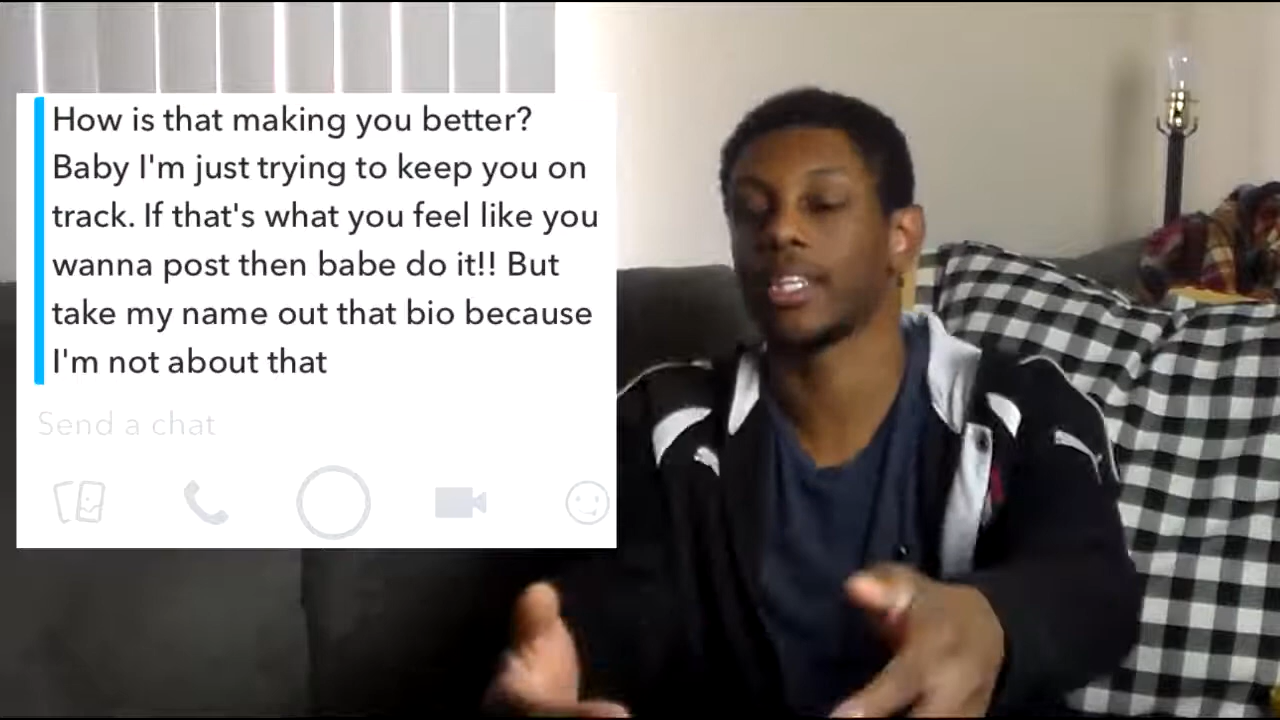 How is that making you better?
Baby I'm just trying to keep you on
track. If that's what you feel like you
wanna post then babe do it!! But
take my name out that bio because
I'm not about that
Send a chat